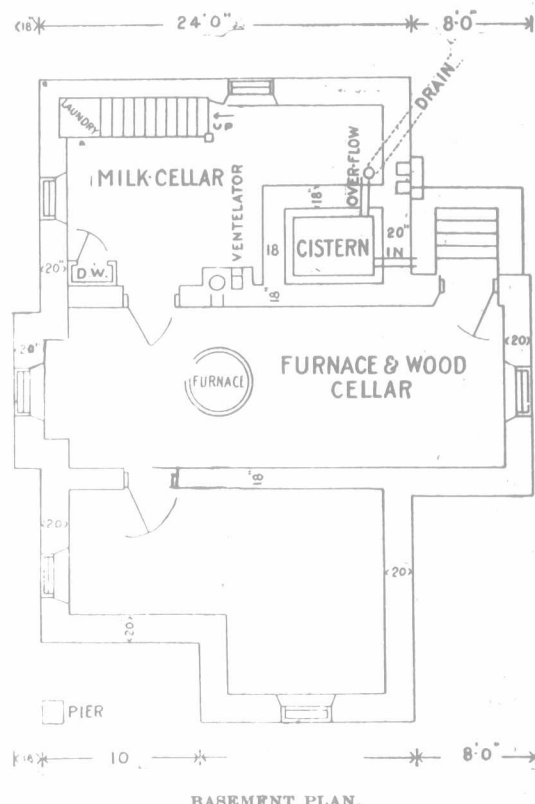 <18"> 24'0" 8'0"
DRAIN
LAUNDRY
UP
OVER-FLOW
MILK-CELLAR
VENTELATOR
18"
CISTERN
20"
IN
18
18"
<20">
D.W.
<20">
<20>
FURNACE
FURNACE & WOOD
CELLAR
18"
<20>
<20>
<20>
PIER
<18> 10 8'0"
BASEMENT PLAN.